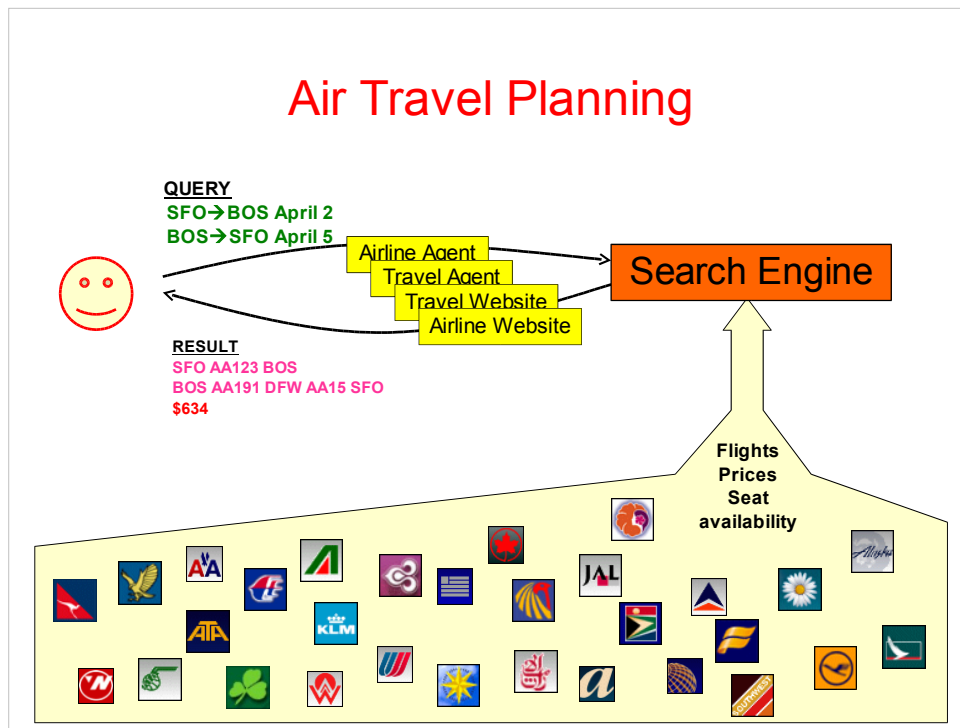 Air Travel Planning
QUERY
SFO→BOS April 2
BOS→SFO April 5
Airline Agent
Travel Agent
Travel Website
Airline Website
Search Engine
RESULT
SFO AA123 BOS
BOS AA191 DFW AA15 SFO
$634
Flights
Prices
Seat
availability
Alaska
AA
JAL
ATA
KLM
a
SOUTHWEST